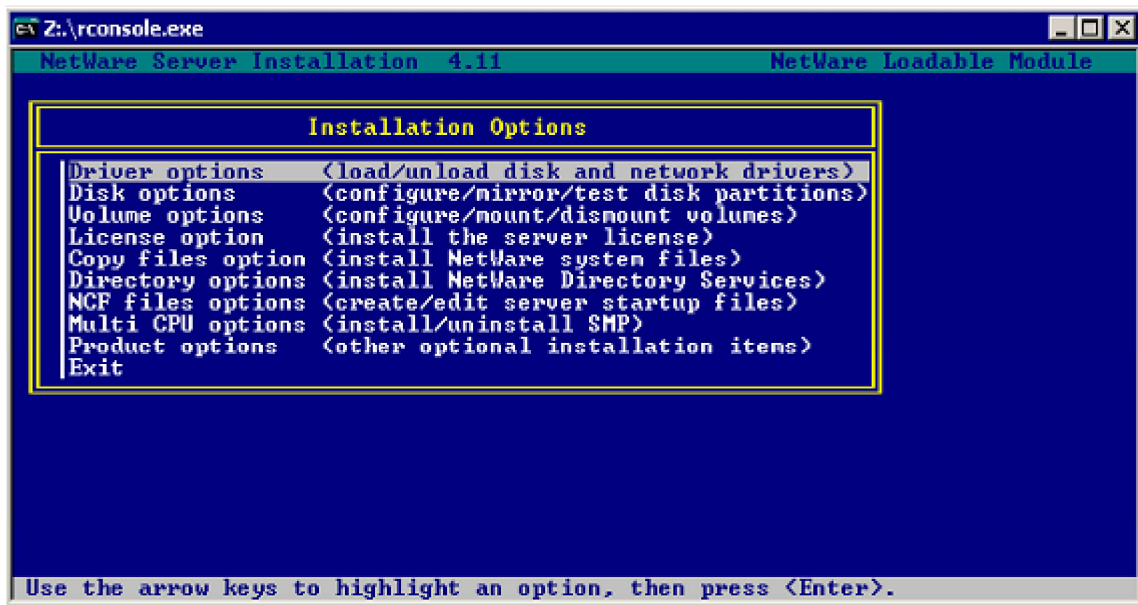 Z:.\rconsole.exe
NetWare Server Installation 4.11 NetWare Loadable Module
Installation Options
Driver options (load/unload disk and network drivers)
Disk options (configure/mirror/test disk partitions)
Volume options (configure/mount/dismount volumes)
License option (install the server license)
Copy files option (install NetWare system files)
Directory options (install NetWare Directory Services)
NCF files options (create/edit server startup files)
Multi CPU options (install/uninstall SMP)
Product options (other optional installation items)
Exit
Use the arrow keys to highlight an option, then press <Enter>.